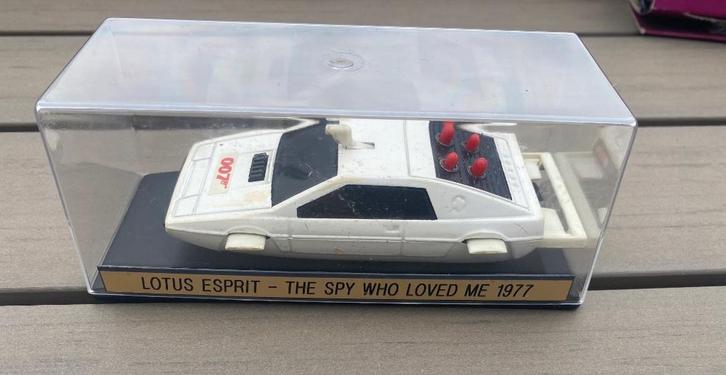 007
LOTUS ESPRIT - THE SPY WHO LOVED ME 1977